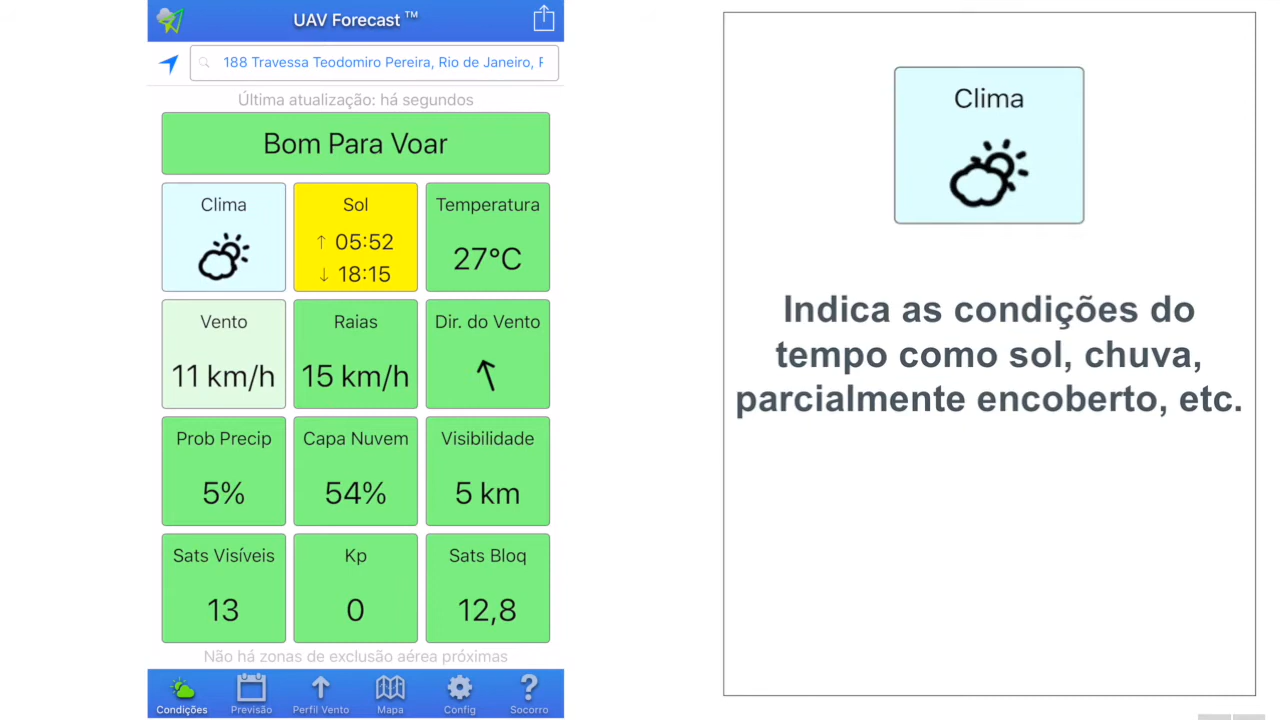 UAV Forecast ™
188 Travessa Teodomiro Pereira, Rio de Janeiro, F
Última atualização: há segundos
Bom Para Voar
Clima
Sol
↑ 05:52
↓ 18:15
Temperatura
27°C
Vento
11 km/h
Raias
15 km/h
Dir. do Vento
Prob Precip
5%
Capa Nuvem
54%
Visibilidade
5 km
Sats Visíveis
13
Kp
0
Sats Bloq
12,8
Não há zonas de exclusão aérea próximas
Condições
Previsão
Perfil Vento
Mapa
Config
?
Socorro
Clima
Indica as condições do
tempo como sol, chuva,
parcialmente encoberto, etc.